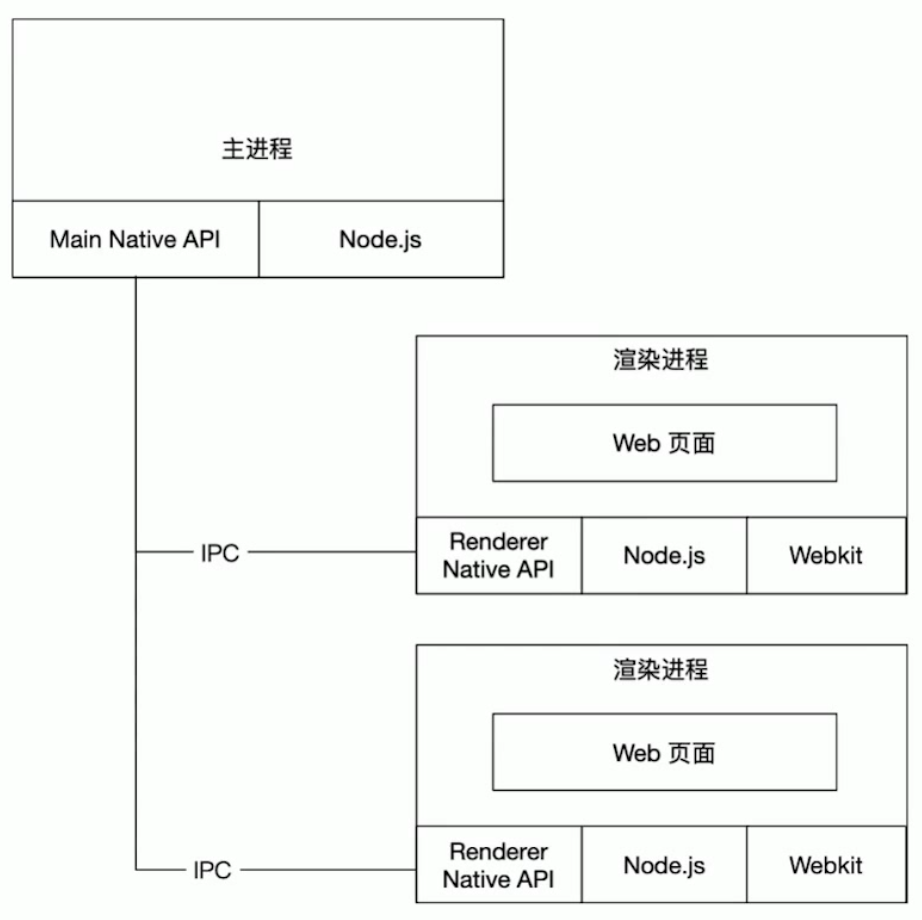 主进程
Main Native API
Node.js
渲染进程
Web 页面
IPC
Renderer
Native API
Node.js
Webkit
渲染进程
Web 页面
IPC
Renderer
Native API
Node.js
Webkit